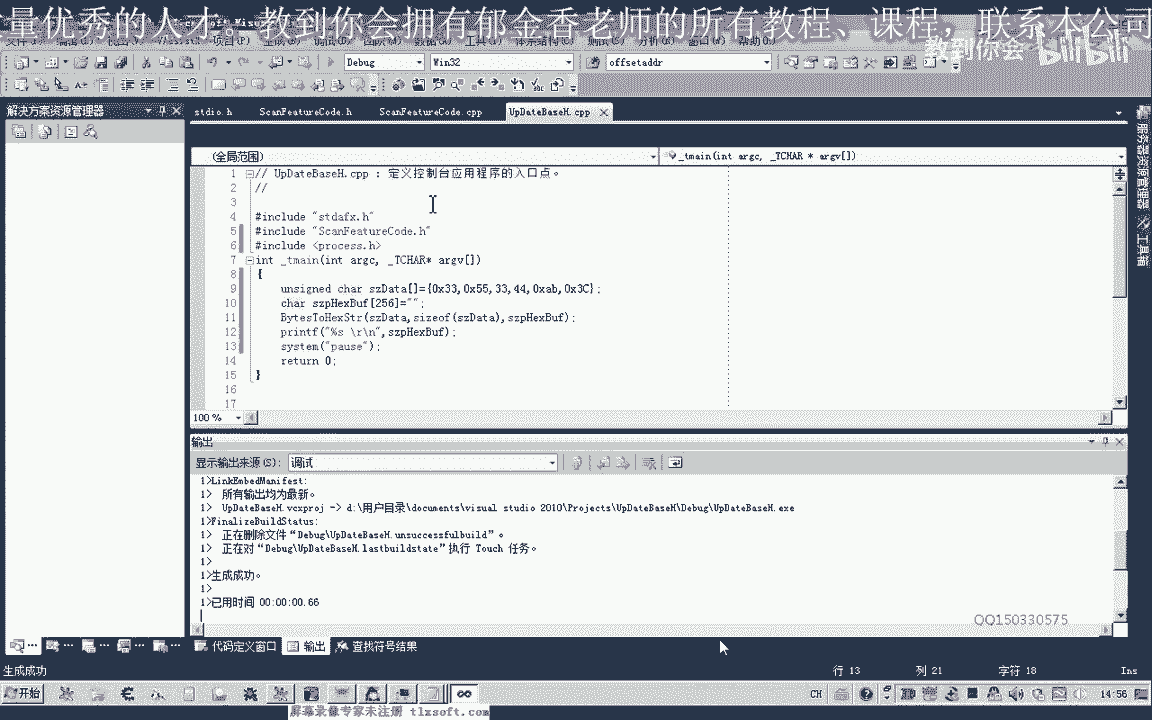 量优秀的人才。教到你会拥有郁金香老师的所有教程、课程，联系本公司
教到你会 bilibili
Debug Win32 offsetaddr
解决方案资源管理器
stdio.h ScanFeatureCode.h ScanFeatureCode.cpp UpDateBaseH.cpp
(全局范围) _tmain(int argc, _TCHAR * argv[])
1 // UpDateBaseH.cpp : 定义控制台应用程序的入口点。
2 //
3
4 #include "stdafx.h"
5 #include "ScanFeatureCode.h"
6 #include <process.h>
7 int _tmain(int argc, _TCHAR* argv[])
8 {
9 unsigned char szData[]={0x33,0x55,33,44,0xab,0x3C};
10 char szpHexBuf[256]="";
11 BytesToHexStr(szData,sizeof(szData),szpHexBuf);
12 printf("%s \r\n",szpHexBuf);
13 system("pause");
14 return 0;
15 }
16
17
100 %
输出
显示输出来源(S): 调试
1>LinkEmbedManifest:
1> 所有输出均为最新。
1> UpDateBaseH.vcxproj -> d:\用户目录\documents\visual studio 2010\Projects\UpDateBaseH\Debug\UpDateBaseH.exe
1>FinalizeBuildStatus:
1> 正在删除文件“Debug\UpDateBaseH.unsuccessfulbuild”。
1> 正在对“Debug\UpDateBaseH.lastbuildstate”执行 Touch 任务。
1>
1>生成成功。
1>
1>已用时间 00:00:00.66
QQ150330575
代码定义窗口 输出 查找符号结果
生成成功 行 13 列 21 字符 18 Ins
开始 CH 14:56
屏幕录像专家未注册 tlxsoft.com
服务器资源管理器
工具箱